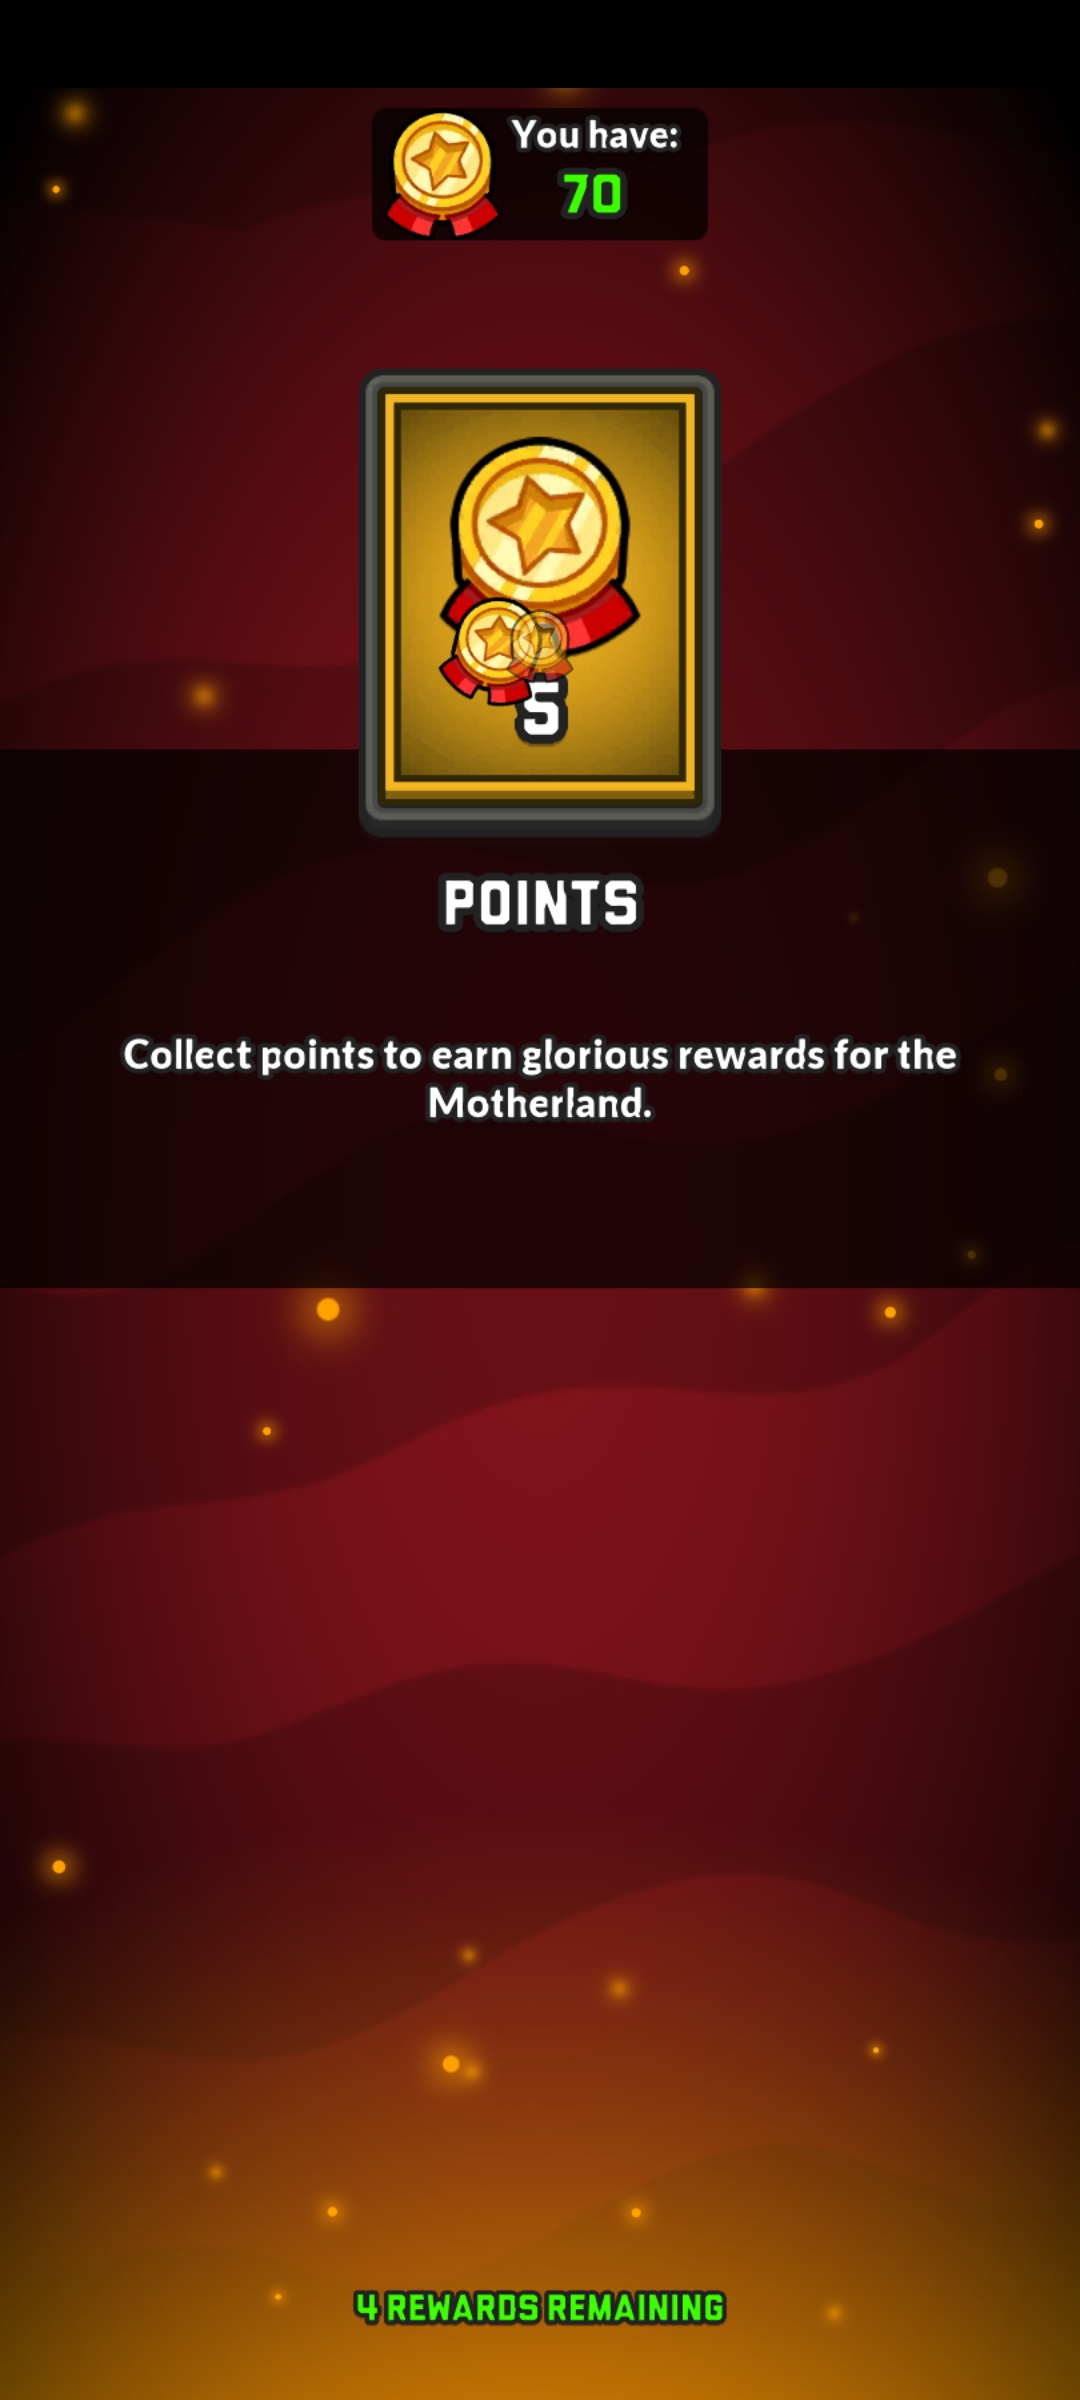 You have:
70
5
POINTS
Collect points to earn glorious rewards for the
Motherland.
4 REWARDS REMAINING